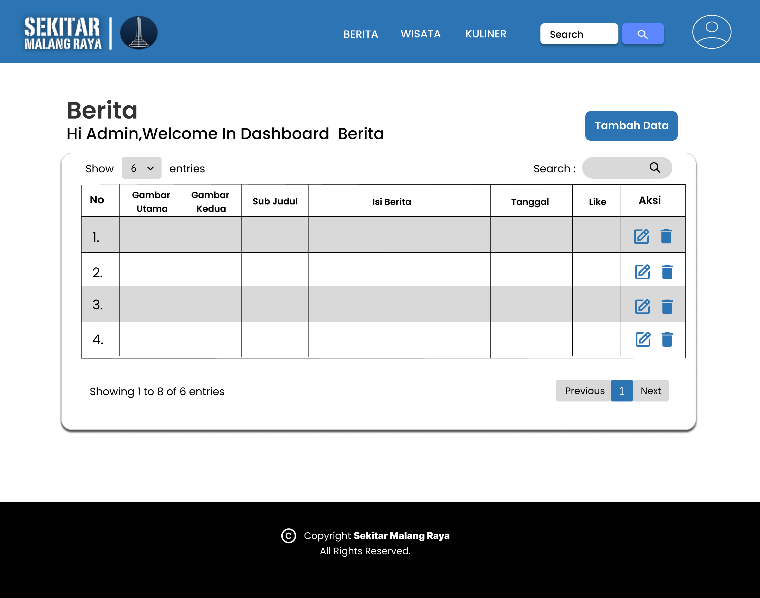 SEKITAR
MALANG RAYA
BERITA WISATA KULINER Search
Berita
Hi Admin,Welcome In Dashboard Berita
Tambah Data
Show 6 entries Search :
No Gambar Utama Gambar Kedua Sub Judul Isi Berita Tanggal Like Aksi
1.
2.
3.
4.
Showing 1 to 8 of 6 entries Previous 1 Next
© Copyright Sekitar Malang Raya
All Rights Reserved.